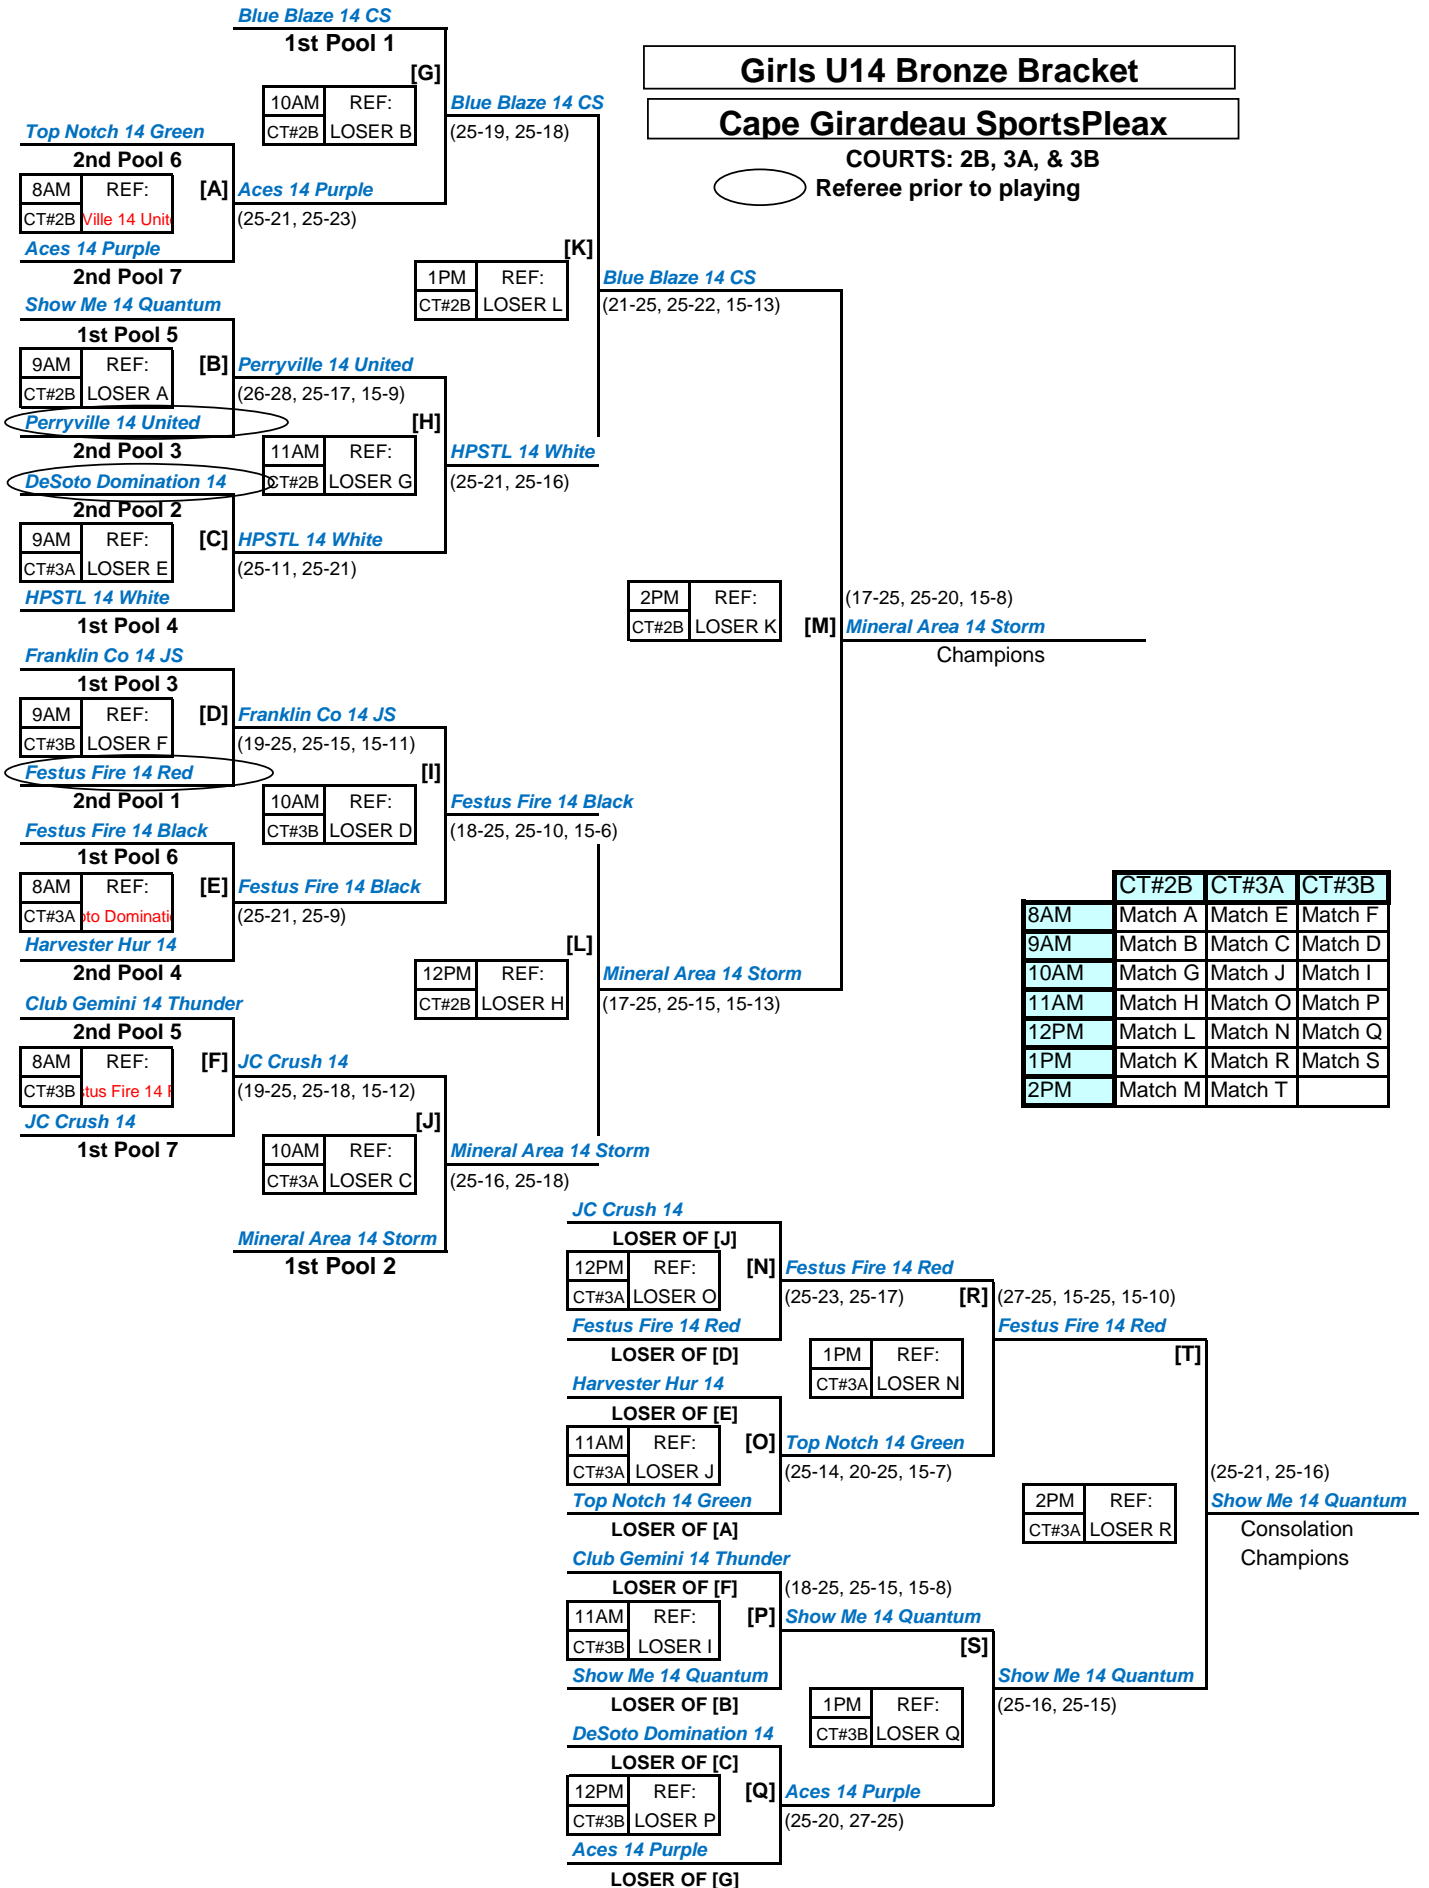 Blue Blaze 14 CS
1st Pool 1
Girls U14 Bronze Bracket
[G]
10AM REF:
CT#2B LOSER B
Blue Blaze 14 CS
(25-19, 25-18)
Cape Girardeau SportsPleax
COURTS: 2B, 3A, & 3B
Referee prior to playing
Top Notch 14 Green
2nd Pool 6
8AM REF:
[A]
CT#2B Ville 14 Unit
Aces 14 Purple
(25-21, 25-23)
Aces 14 Purple
2nd Pool 7
[K]
1PM REF:
CT#2B LOSER L
Blue Blaze 14 CS
(21-25, 25-22, 15-13)
Show Me 14 Quantum
1st Pool 5
9AM REF:
[B]
CT#2B LOSER A
Perryville 14 United
(26-28, 25-17, 15-9)
Perryville 14 United
2nd Pool 3
[H]
11AM REF:
CT#2B LOSER G
HPSTL 14 White
(25-21, 25-16)
DeSoto Domination 14
2nd Pool 2
9AM REF:
[C]
CT#3A LOSER E
HPSTL 14 White
(25-11, 25-21)
HPSTL 14 White
1st Pool 4
2PM REF:
CT#2B LOSER K
[M]
(17-25, 25-20, 15-8)
Mineral Area 14 Storm
Champions
Franklin Co 14 JS
1st Pool 3
9AM REF:
[D]
CT#3B LOSER F
Franklin Co 14 JS
(19-25, 25-15, 15-11)
Festus Fire 14 Red
2nd Pool 1
[I]
10AM REF:
CT#3B LOSER D
Festus Fire 14 Black
(18-25, 25-10, 15-6)
Festus Fire 14 Black
1st Pool 6
8AM REF:
[E]
CT#3A oto Dominati
Festus Fire 14 Black
(25-21, 25-9)
Harvester Hur 14
2nd Pool 4
[L]
12PM REF:
CT#2B LOSER H
Mineral Area 14 Storm
(17-25, 25-15, 15-13)
CT#2B CT#3A CT#3B
8AM Match A Match E Match F
9AM Match B Match C Match D
10AM Match G Match J Match I
11AM Match H Match O Match P
12PM Match L Match N Match Q
1PM Match K Match R Match S
2PM Match M Match T
Club Gemini 14 Thunder
2nd Pool 5
8AM REF:
[F]
CT#3B stus Fire 14 
JC Crush 14
(19-25, 25-18, 15-12)
JC Crush 14
1st Pool 7
[J]
10AM REF:
CT#3A LOSER C
Mineral Area 14 Storm
(25-16, 25-18)
Mineral Area 14 Storm
1st Pool 2
JC Crush 14
LOSER OF [J]
12PM REF:
[N]
CT#3A LOSER O
Festus Fire 14 Red
(25-23, 25-17)
Festus Fire 14 Red
LOSER OF [D]
[R]
(27-25, 15-25, 15-10)
Festus Fire 14 Red
1PM REF:
CT#3A LOSER N
[T]
Harvester Hur 14
LOSER OF [E]
11AM REF:
[O]
CT#3A LOSER J
Top Notch 14 Green
(25-14, 20-25, 15-7)
Top Notch 14 Green
LOSER OF [A]
2PM REF:
CT#3A LOSER R
(25-21, 25-16)
Show Me 14 Quantum
Consolation
Champions
Club Gemini 14 Thunder
LOSER OF [F]
(18-25, 25-15, 15-8)
11AM REF:
[P]
CT#3B LOSER I
Show Me 14 Quantum
Show Me 14 Quantum
LOSER OF [B]
[S]
1PM REF:
CT#3B LOSER Q
Show Me 14 Quantum
(25-16, 25-15)
DeSoto Domination 14
LOSER OF [C]
12PM REF:
[Q]
CT#3B LOSER P
Aces 14 Purple
(25-20, 27-25)
Aces 14 Purple
LOSER OF [G]